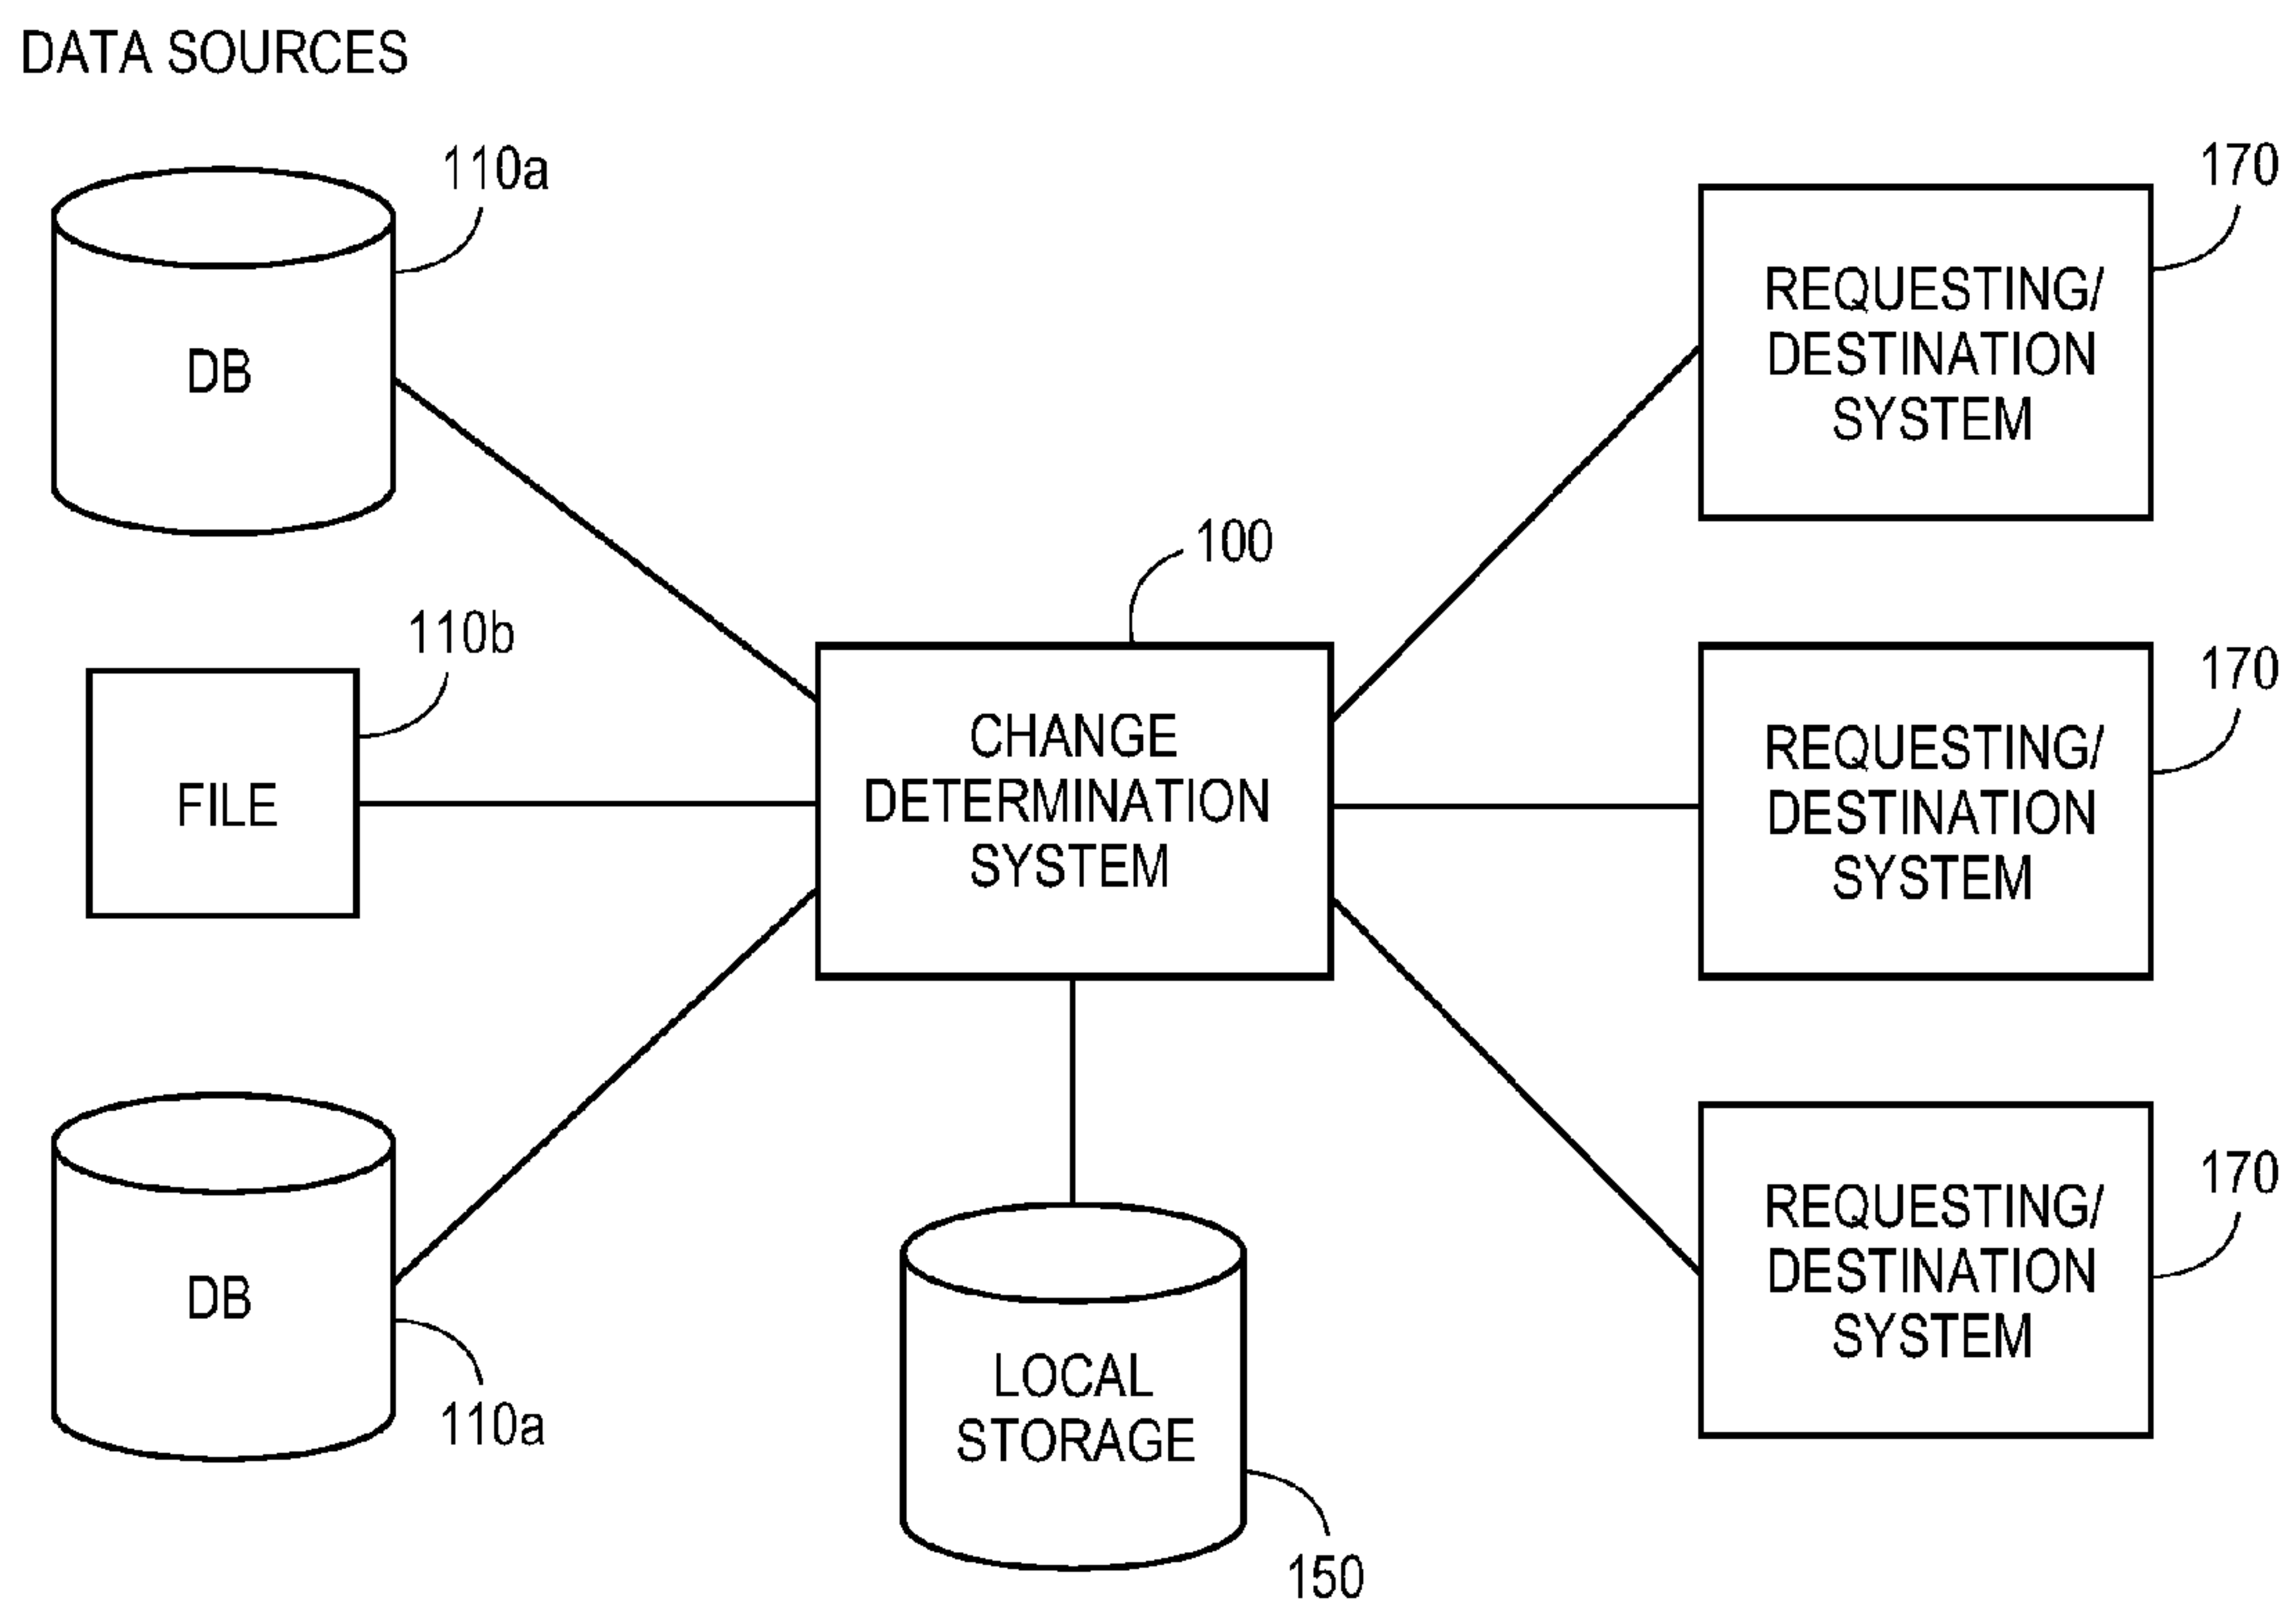 DATA SOURCES
110a
DB
110b
FILE
DB
110a
100
CHANGE
DETERMINATION
SYSTEM
LOCAL
STORAGE
150
170
REQUESTING/
DESTINATION
SYSTEM
170
REQUESTING/
DESTINATION
SYSTEM
170
REQUESTING/
DESTINATION
SYSTEM